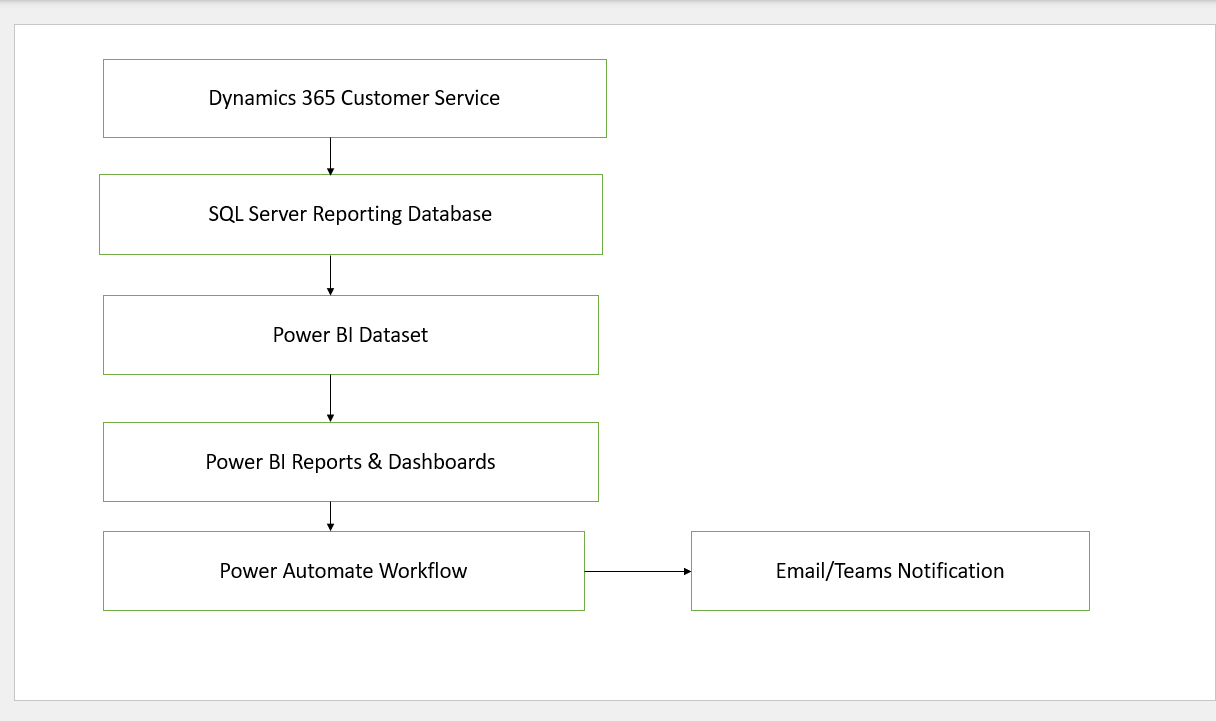 Dynamics 365 Customer Service
SQL Server Reporting Database
Power BI Dataset
Power BI Reports & Dashboards
Power Automate Workflow
Email/Teams Notification